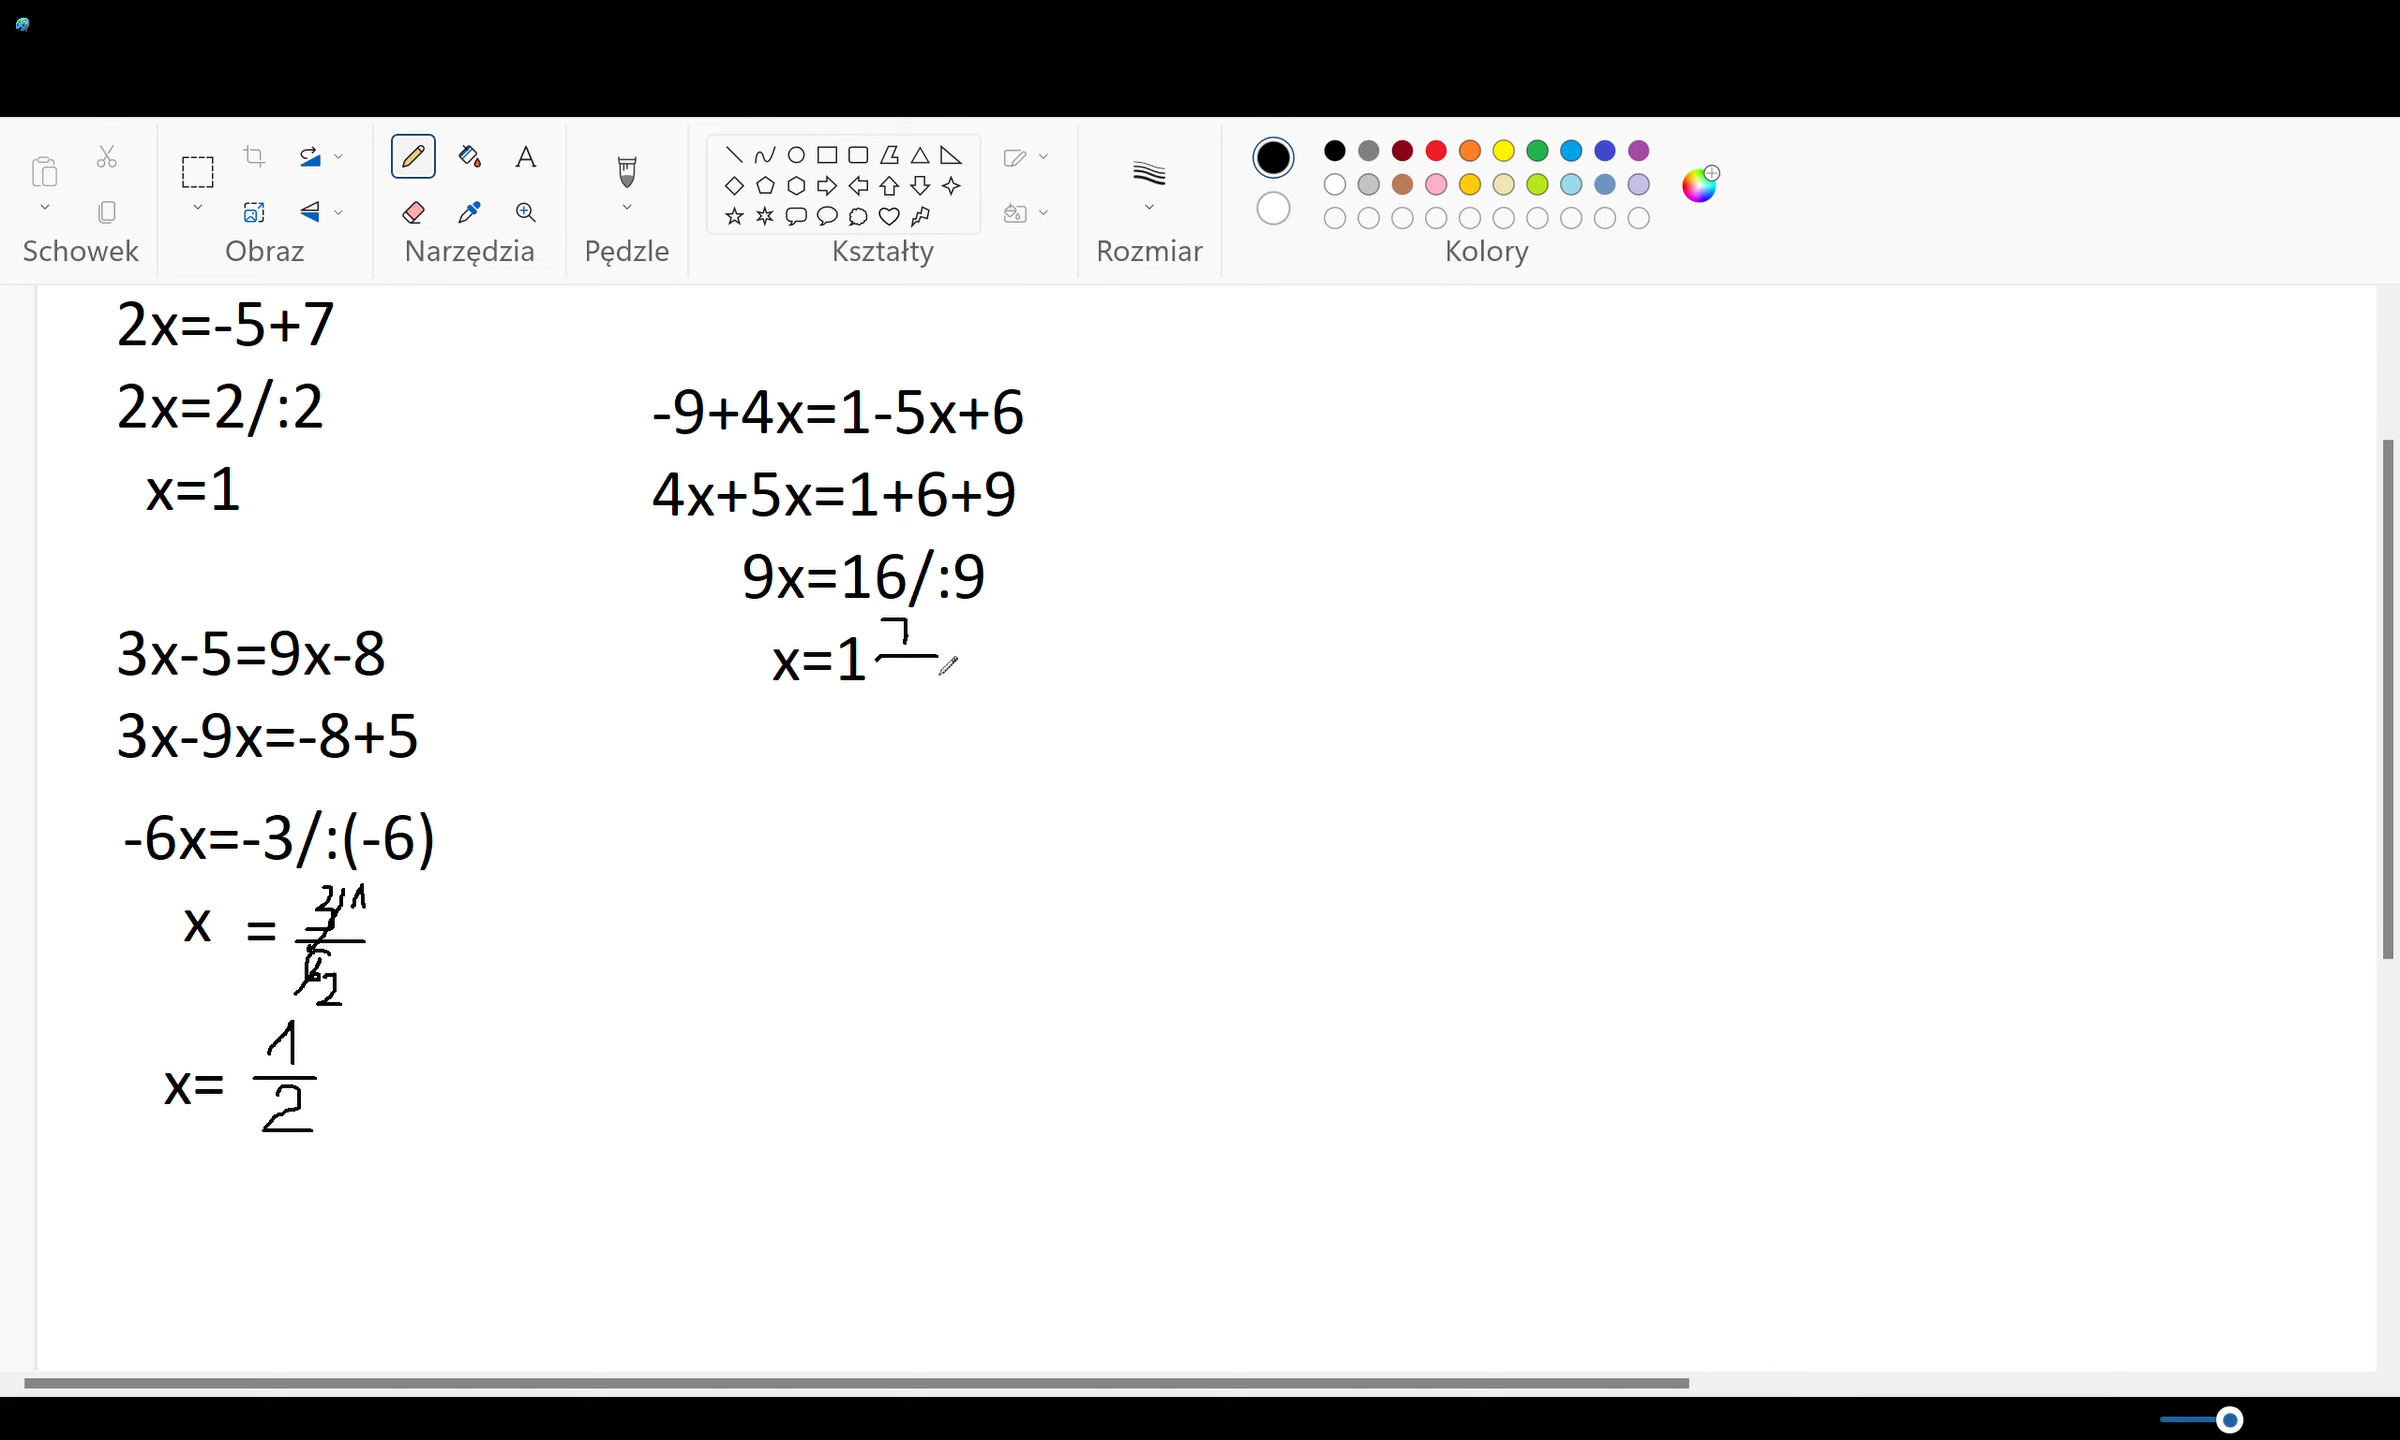 Schowek Obraz Narzędzia Pędzle Kształty Rozmiar Kolory
2x=-5+7
2x=2/:2
x=1
3x-5=9x-8
3x-9x=-8+5
-6x=-3/:(-6)
x =
x= 1/2
-9+4x=1-5x+6
4x+5x=1+6+9
9x=16/:9
x=1 7